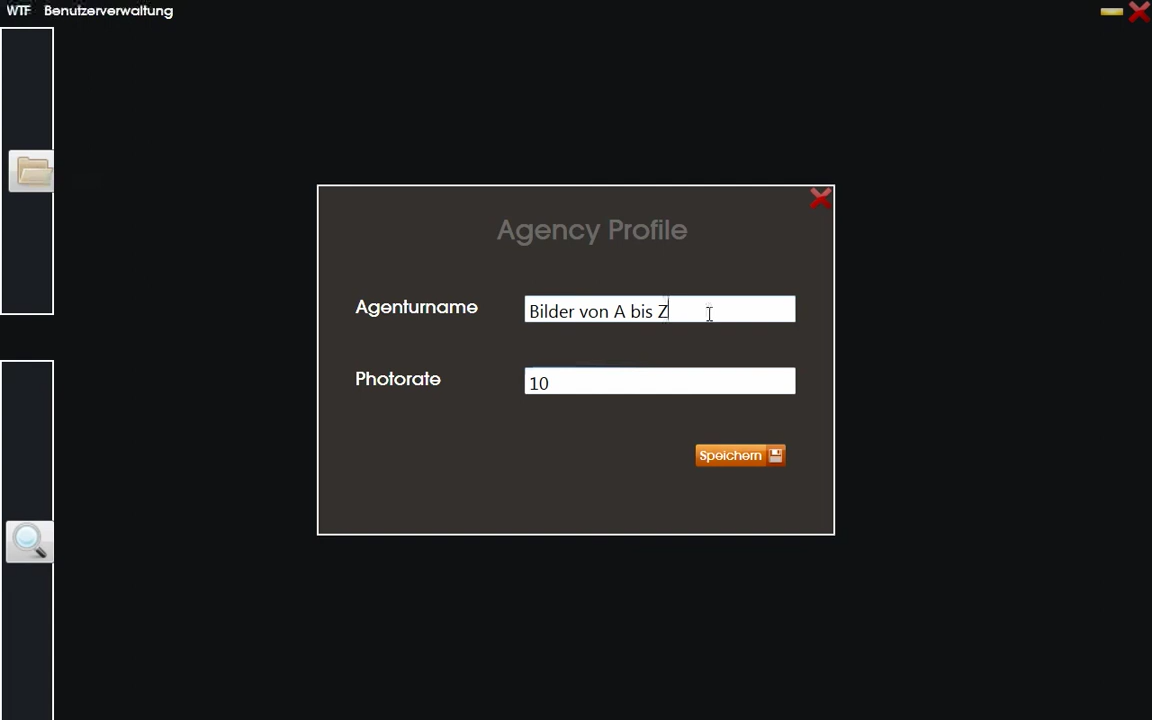 WTF Benutzerverwaltung
Agency Profile
Agenturname
Bilder von A bis Z
Photorate
10
Speichern